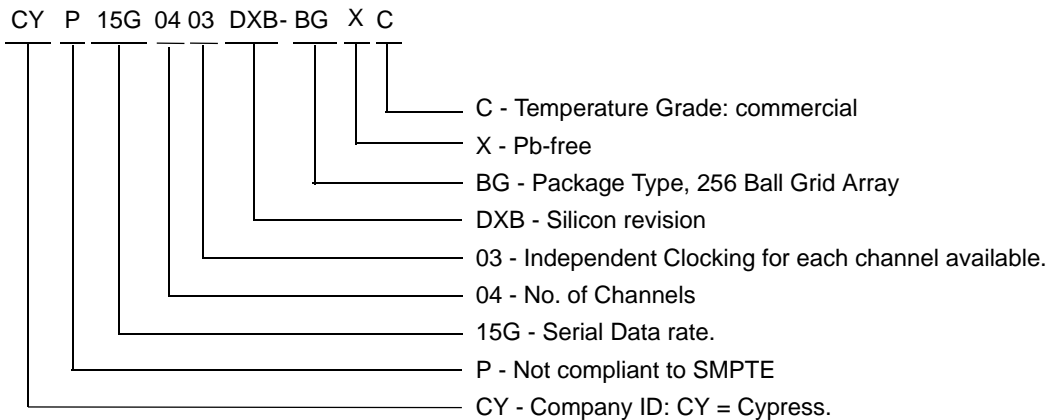 CY P 15G 04 03 DXB- BG X C
C - Temperature Grade: commercial
X - Pb-free
BG - Package Type, 256 Ball Grid Array
DXB - Silicon revision
03 - Independent Clocking for each channel available.
04 - No. of Channels
15G - Serial Data rate.
P - Not compliant to SMPTE
CY - Company ID: CY = Cypress.